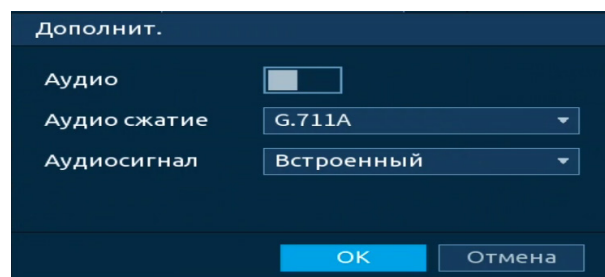 Дополнит.
Аудио
Аудио сжатие G.711A
Аудиосигнал Встроенный
OK Отмена